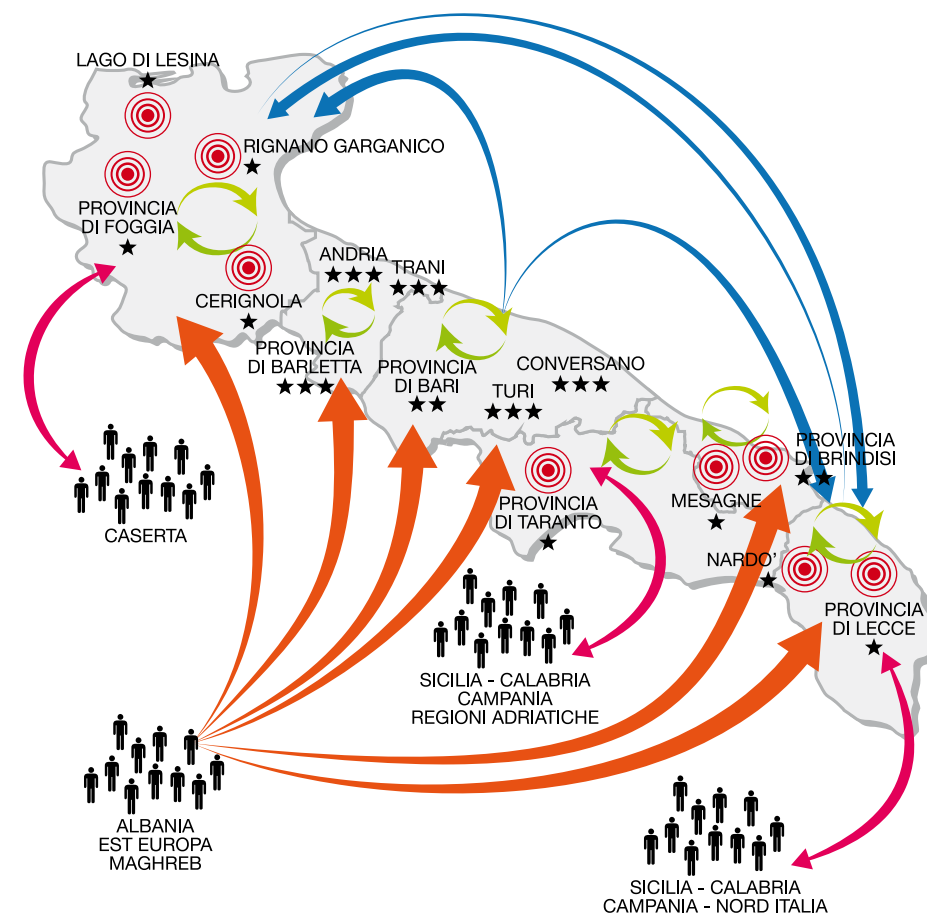 LAGO DI LESINA
RIGNANO GARGANICO
PROVINCIA
DI FOGGIA
CERIGNOLA
ANDRIA
TRANI
PROVINCIA
DI BARLETTA
PROVINCIA
DI BARI
CONVERSANO
TURI
PROVINCIA
DI BRINDISI
MESAGNE
PROVINCIA
DI TARANTO
NARDO’
PROVINCIA
DI LECCE
CASERTA
SICILIA - CALABRIA
CAMPANIA
REGIONI ADRIATICHE
ALBANIA
EST EUROPA
MAGHREB
SICILIA - CALABRIA
CAMPANIA - NORD ITALIA